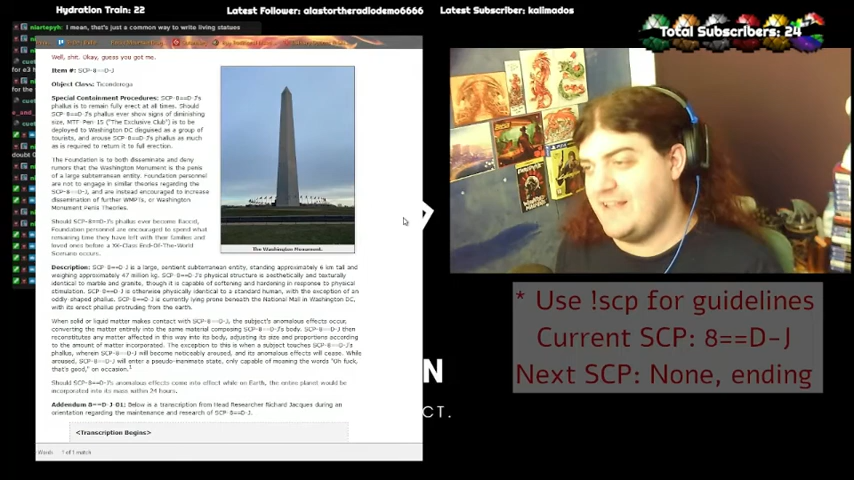 Hydration Train: 22
Latest Follower: alastortheradiodemo6666
Latest Subscriber: kalimados
Total Subscribers: 24
I mean, that's just a common way to write living statues
Well, shit. Okay, guess you got me.
Item #: SCP-8==D-J
Object Class: Ticonderoga
Special Containment Procedures: SCP-8==D-J's
phallus is to remain fully erect at all times. Should
SCP-8==D-J's phallus ever show signs of diminishing
size, MTF Pen-15 ("The Exclusive Club") is to be
deployed to Washington DC disguised as a group of
tourists, and arouse SCP-8==D-J's phallus as much
as is required to return it to full erection.
The Foundation is to both disseminate and deny
rumors that the Washington Monument is the penis
of a large subterranean entity. Foundation personnel
are not to engage in similar theories regarding the
SCP-8==D-J, and are instead encouraged to increase
dissemination of further WMPTs, or Washington
Monument Penis Theories.
Should SCP-8==D-J's phallus ever become flaccid,
Foundation personnel are encouraged to spend what
remaining time they have left with their families and
loved ones before a XK-Class End-Of-The-World
Scenario occurs.
The Washington Monument.
Description: SCP-8==D-J is a large, sentient subterranean entity, standing approximately 6 km tall and
weighing approximately 47 million kg. SCP-8==D-J's physical structure is aesthetically and texturally
identical to marble and granite, though it is capable of softening and hardening in response to physical
stimulation. SCP-8==D-J is otherwise physically identical to a standard human, with the exception of an
oddly-shaped phallus. SCP-8==D-J is currently lying prone beneath the National Mall in Washington DC,
with its erect phallus protruding from the earth.
When solid or liquid matter makes contact with SCP-8==D-J, the subject's anomalous effects occur,
converting the matter entirely into the same material composing SCP-8==D-J's body. SCP-8==D-J then
reconstitutes any matter affected in this way into its body, adjusting its size and proportions according
to the amount of matter incorporated. The exception to this is when a subject touches SCP-8==D-J's
phallus, wherein SCP-8==D-J will become noticeably aroused, and its anomalous effects will cease. While
aroused, SCP-8==D-J will enter a pseudo-inanimate state, only capable of moaning the words "Oh fuck,
that's good," on occasion.1
Should SCP-8==D-J's anomalous effects come into effect while on Earth, the entire planet would be
incorporated into its mass within 24 hours.
Addendum 8==D-J-01: Below is a transcription from Head Researcher Richard Jacques during an
orientation regarding the maintenance and research of SCP-8==D-J.
<Transcription Begins>
1 of 1 match
N
CT.
* Use !scp for guidelines
Current SCP: 8==D-J
Next SCP: None, ending